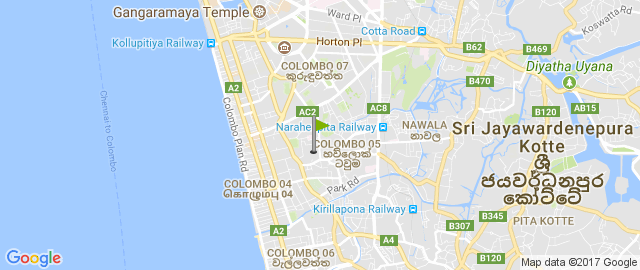 Gangaramaya Temple
Ward Pl
Cotta Road
Koswatta Rd
Kollupitiya Railway
Horton Pl
B62
B469
COLOMBO 07
කුරුඳුවත්ත
Diyatha Uyana
A2
B470
Chennai to Colombo
Colombo Plan Rd
AC2
AC8
B120
B120
Narahenpita Railway
NAWALA
නාවල
Sri Jayawardenepura
Kotte
ශ්‍රී
ජයවර්ධනපුර
කෝට්ටේ
COLOMBO 05
හව්ලොක්
ටවුම
COLOMBO 04
கொழும்பு 04
Park Rd
Kirillapona Railway
B345
PITA KOTTE
B307
A2
A4
COLOMBO 06
වැල්ලවත්ත
B120
Google
Map data ©2017 Google